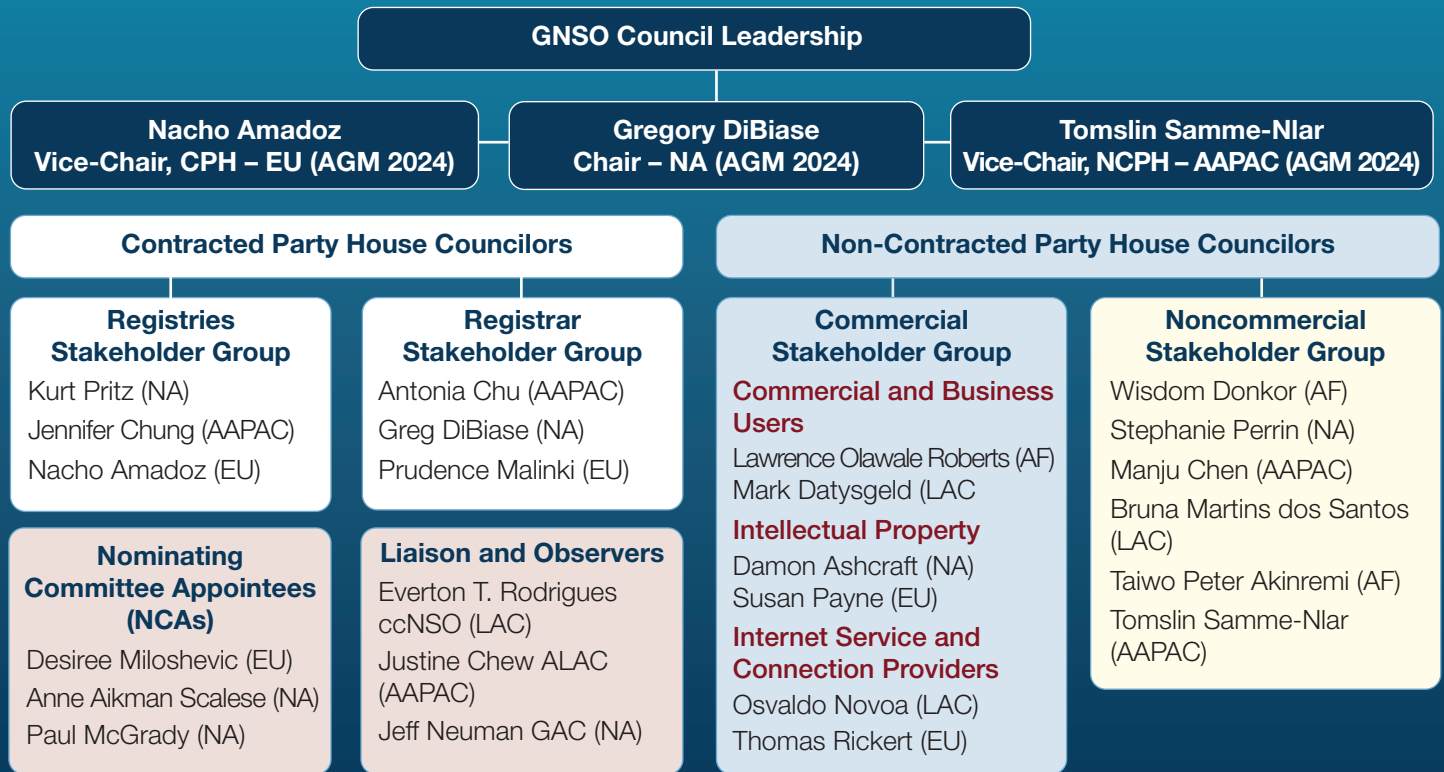 GNSO Council Leadership
Nacho Amadoz
Vice-Chair, CPH – EU (AGM 2024)
Gregory DiBiase
Chair – NA (AGM 2024)
Tomslin Samme-Nlar
Vice-Chair, NCPH – AAPAC (AGM 2024)
Contracted Party House Councilors
Registries
Stakeholder Group
Kurt Pritz (NA)
Jennifer Chung (AAPAC)
Nacho Amadoz (EU)
Registrar
Stakeholder Group
Antonia Chu (AAPAC)
Greg DiBiase (NA)
Prudence Malinki (EU)
Nominating
Committee Appointees
(NCAs)
Desiree Miloshevic (EU)
Anne Aikman Scalese (NA)
Paul McGrady (NA)
Liaison and Observers
Everton T. Rodrigues
ccNSO (LAC)
Justine Chew ALAC
(AAPAC)
Jeff Neuman GAC (NA)
Non-Contracted Party House Councilors
Commercial
Stakeholder Group
Commercial and Business
Users
Lawrence Olawale Roberts (AF)
Mark Datysgeld (LAC
Intellectual Property
Damon Ashcraft (NA)
Susan Payne (EU)
Internet Service and
Connection Providers
Osvaldo Novoa (LAC)
Thomas Rickert (EU)
Noncommercial
Stakeholder Group
Wisdom Donkor (AF)
Stephanie Perrin (NA)
Manju Chen (AAPAC)
Bruna Martins dos Santos
(LAC)
Taiwo Peter Akinremi (AF)
Tomslin Samme-Nlar
(AAPAC)